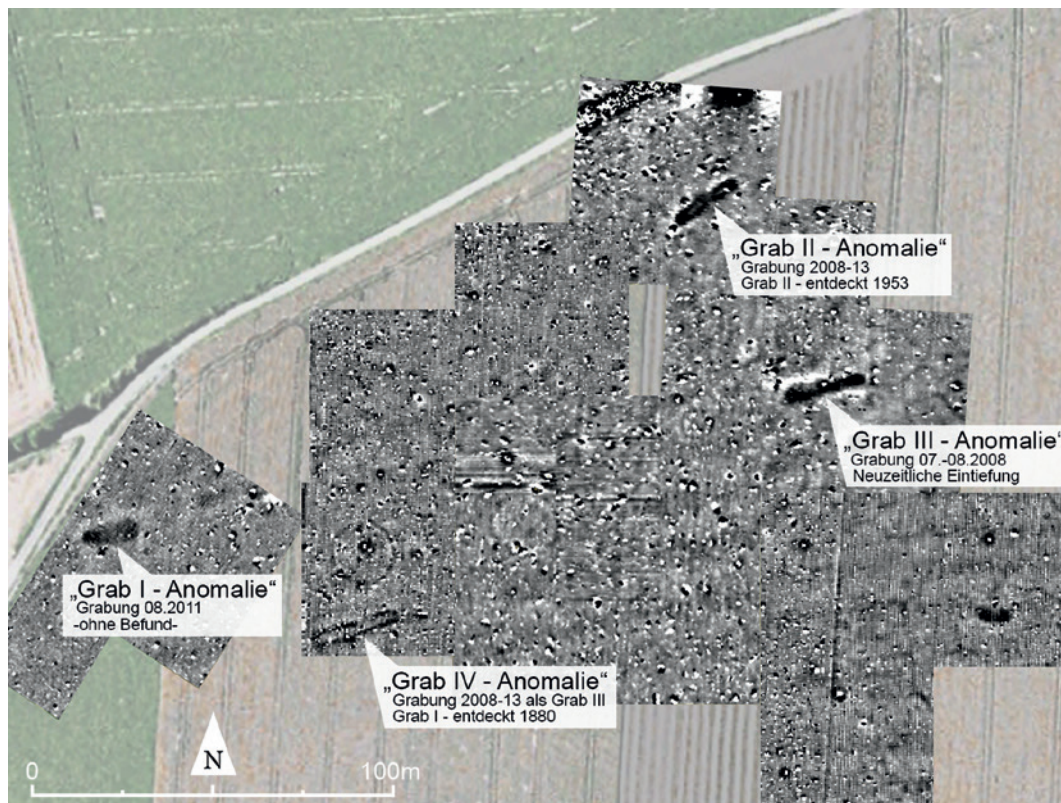 „Grab II - Anomalie“
Grabung 2008-13
Grab II - entdeckt 1953
„Grab III - Anomalie“
Grabung 07.-08.2008
Neuzeitliche Eintiefung
„Grab I - Anomalie“
Grabung 08.2011
-ohne Befund-
„Grab IV - Anomalie“
Grabung 2008-13 als Grab III
Grab I - entdeckt 1880
N
0 100m